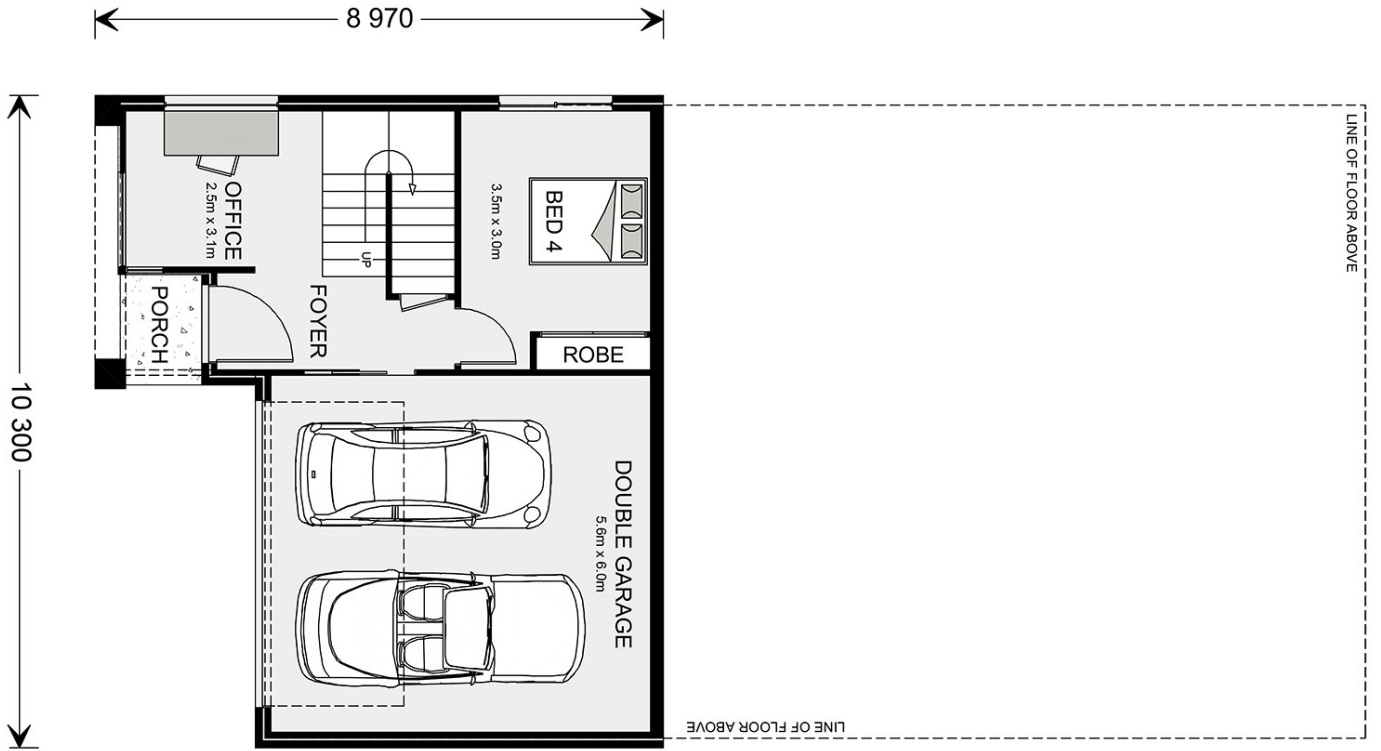 8 970
10 300
OFFICE
2.5m x 3.1m
UP
BED 4
3.5m x 3.0m
LINE OF FLOOR ABOVE
PORCH
FOYER
ROBE
DOUBLE GARAGE
5.6m x 6.0m
LINE OF FLOOR ABOVE